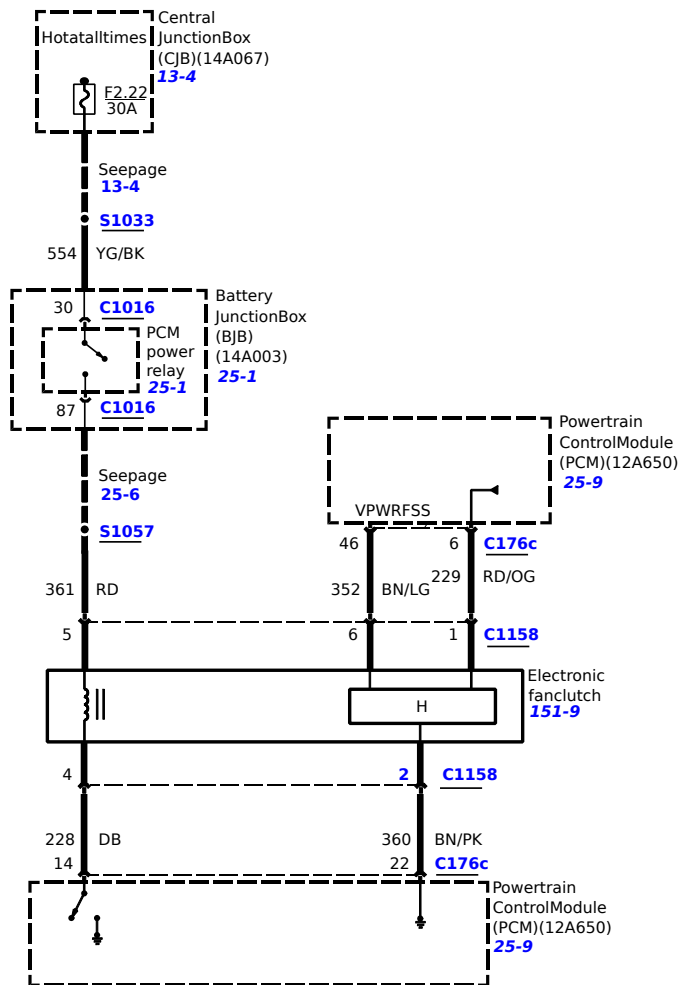 Central
Hotatalltimes
JunctionBox
(CJB)(14A067)
13-4
F2.22
30A
Seepage
13-4
S1033
554 YG/BK
30 C1016
Battery
JunctionBox
(BJB)
(14A003)
25-1
PCM
power
relay
25-1
87 C1016
Powertrain
ControlModule
(PCM)(12A650)
25-9
VPWRFSS
Seepage
25-6
S1057
46 6 C176c
361 RD
352 BN/LG
229 RD/OG
5 6 1 C1158
Electronic
fanclutch
151-9
H
4 2 C1158
228 DB
360 BN/PK
14 22 C176c
Powertrain
ControlModule
(PCM)(12A650)
25-9